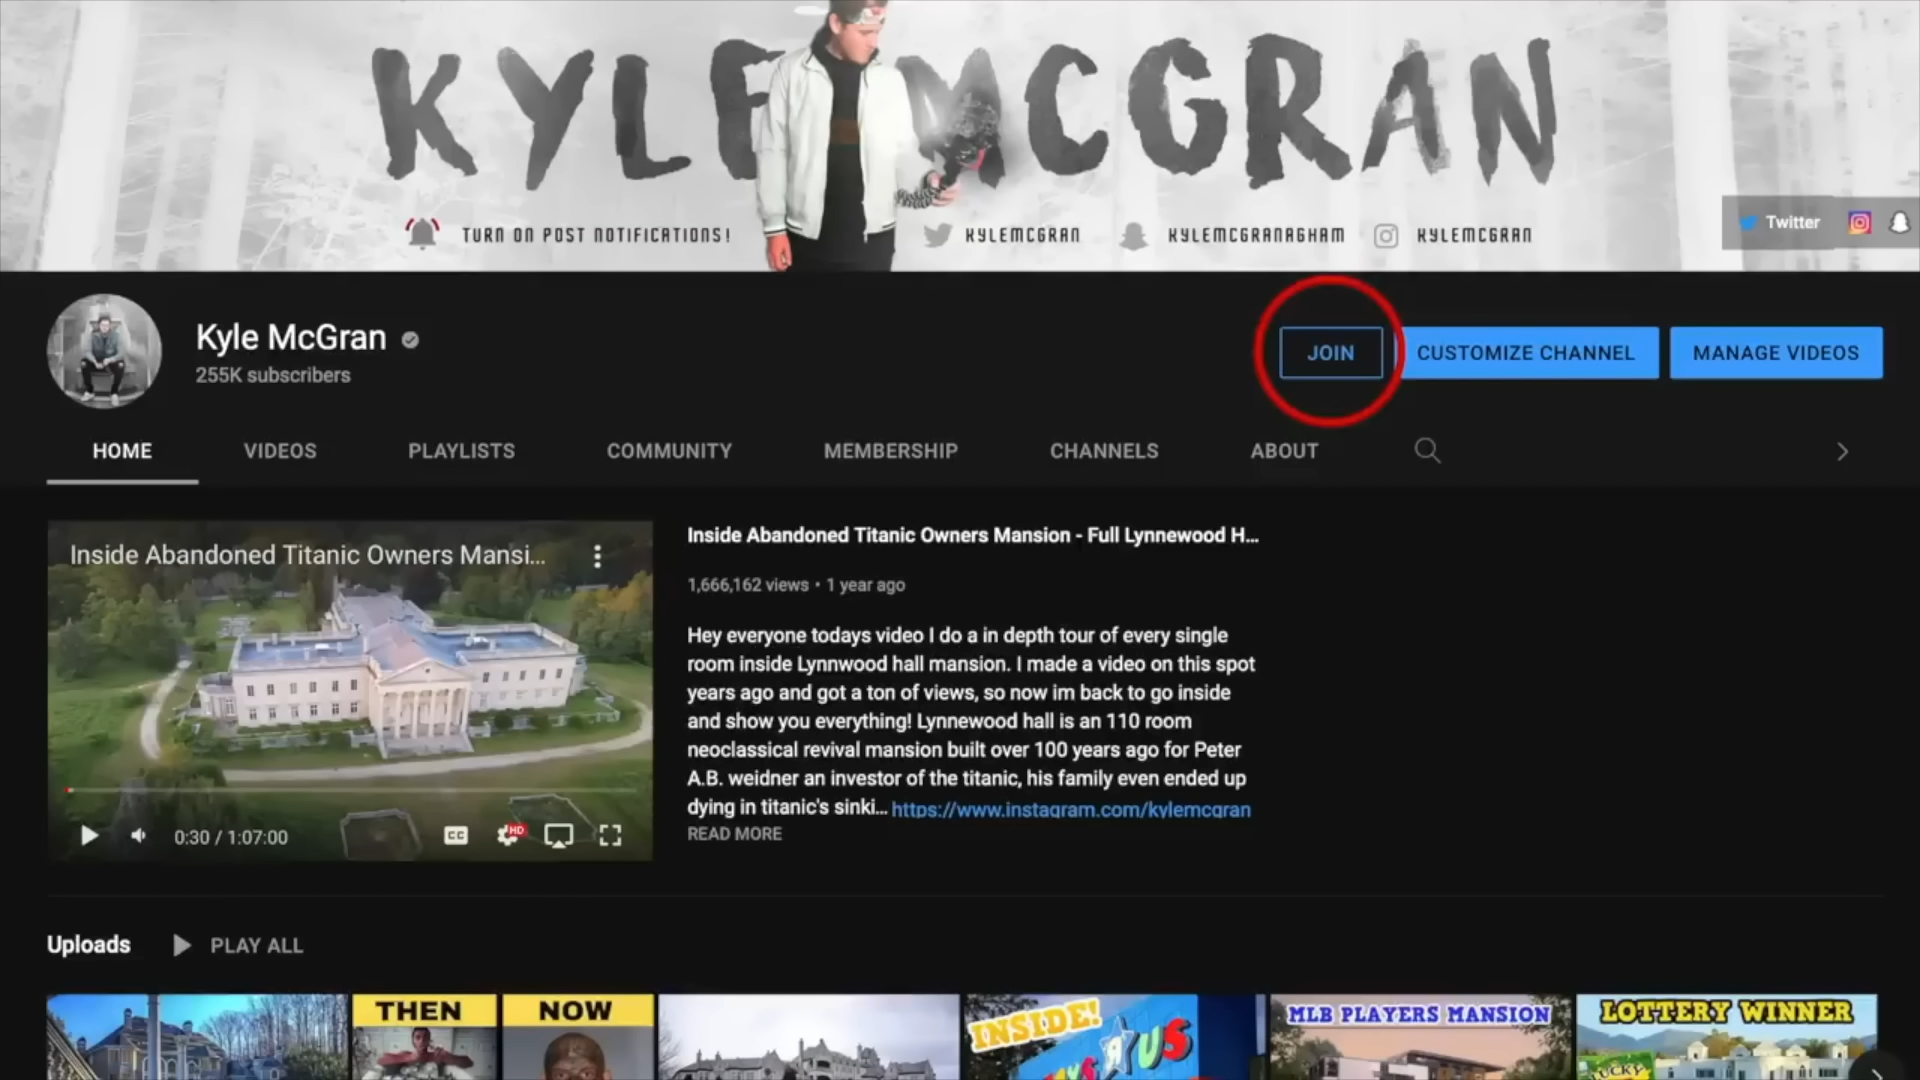 KYLE MCGRAN
TURN ON POST NOTIFICATIONS!
KYLEMCGRAN
KYLEMCGRANAGHAM
KYLEMCGRAN
Twitter
Kyle McGran
255K subscribers
JOIN
CUSTOMIZE CHANNEL
MANAGE VIDEOS
HOME
VIDEOS
PLAYLISTS
COMMUNITY
MEMBERSHIP
CHANNELS
ABOUT
Inside Abandoned Titanic Owners Mansi...
CC
HD
0:30 / 1:07:00
Inside Abandoned Titanic Owners Mansion - Full Lynnewood H...
1,666,162 views • 1 year ago
Hey everyone todays video I do a in depth tour of every single
room inside Lynnwood hall mansion. I made a video on this spot
years ago and got a ton of views, so now im back to go inside
and show you everything! Lynnewood hall is an 110 room
neoclassical revival mansion built over 100 years ago for Peter
A.B. weidner an investor of the titanic, his family even ended up
dying in titanic's sinki... https://www.instagram.com/kylemcgran
READ MORE
Uploads
PLAY ALL
THEN
NOW
INSIDE!
R US
MLB PLAYERS MANSION
LOTTERY WINNER
LUCKY